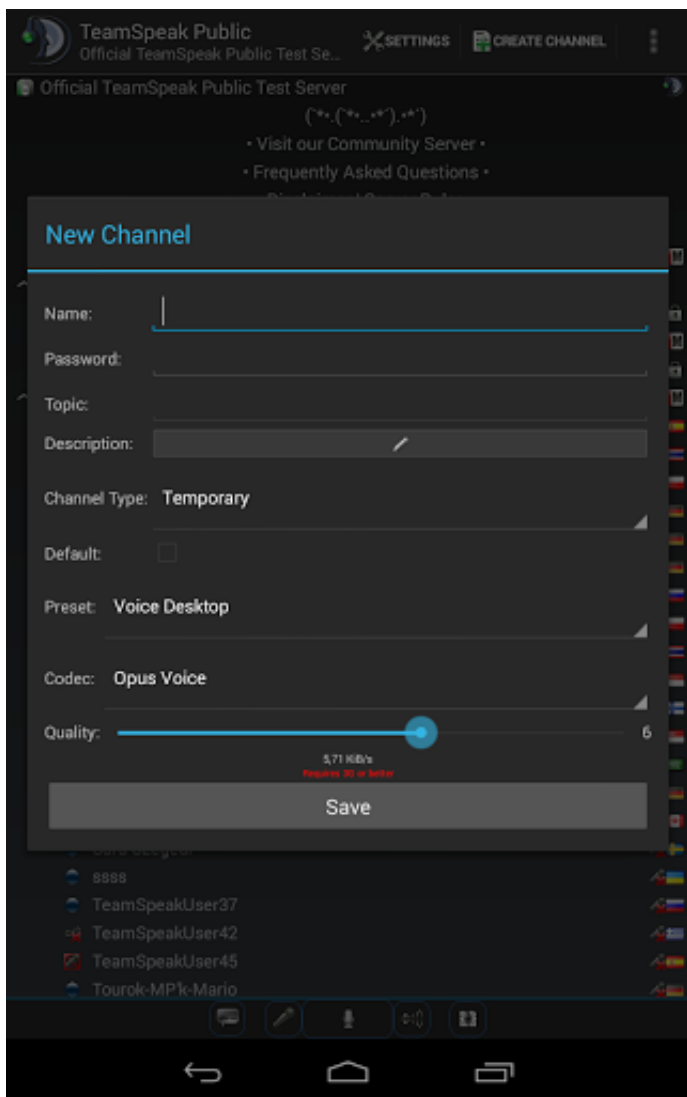 TeamSpeak Public
Official TeamSpeak Public Test Se...
SETTINGS
CREATE CHANNEL
Official TeamSpeak Public Test Server
(`*•.(`*•..•*´).•*´)
• Visit our Community Server •
• Frequently Asked Questions •
New Channel
Name:
Password:
Topic:
Description:
Channel Type: Temporary
Default:
Preset: Voice Desktop
Codec: Opus Voice
Quality: 6
5,71 KiB/s
Requires 3G or better
Save
ssss
TeamSpeakUser37
TeamSpeakUser42
TeamSpeakUser45
Tourok-MP'k-Mario